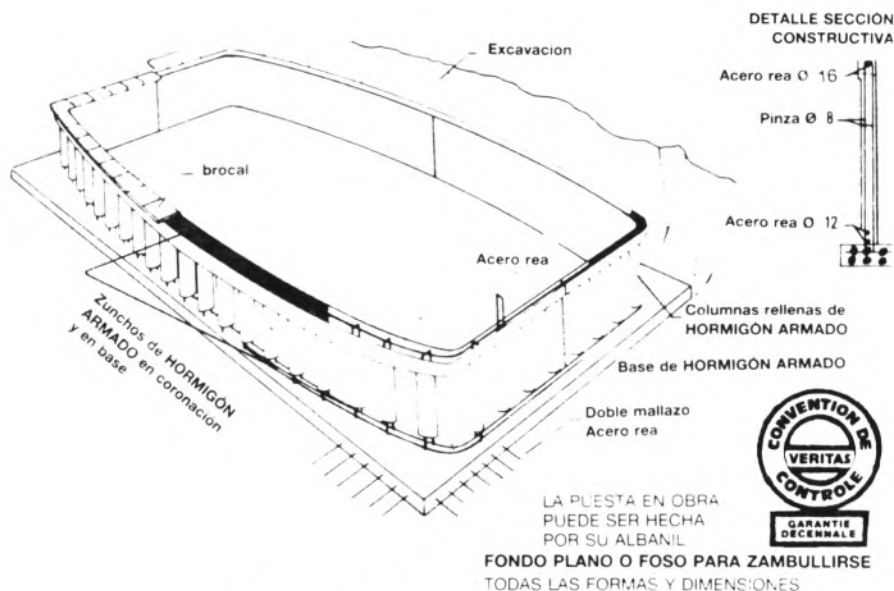 DETALLE SECCIÓN
CONSTRUCTIVA
Excavacion
Acero rea Ø 16
Pinza Ø 8
brocal
Acero rea Ø 12
Acero rea
Zunchos de HORMIGÓN
ARMADO en coronación
y en base
Columnas rellenas de
HORMIGÓN ARMADO
Base de HORMIGÓN ARMADO
Doble mallazo
Acero rea
CONVENTION DE
VERITAS
CONTROLE
GARANTIE
DECENNALE
LA PUESTA EN OBRA
PUEDE SER HECHA
POR SU ALBANIL
FONDO PLANO O FOSO PARA ZAMBULLIRSE
TODAS LAS FORMAS Y DIMENSIONES